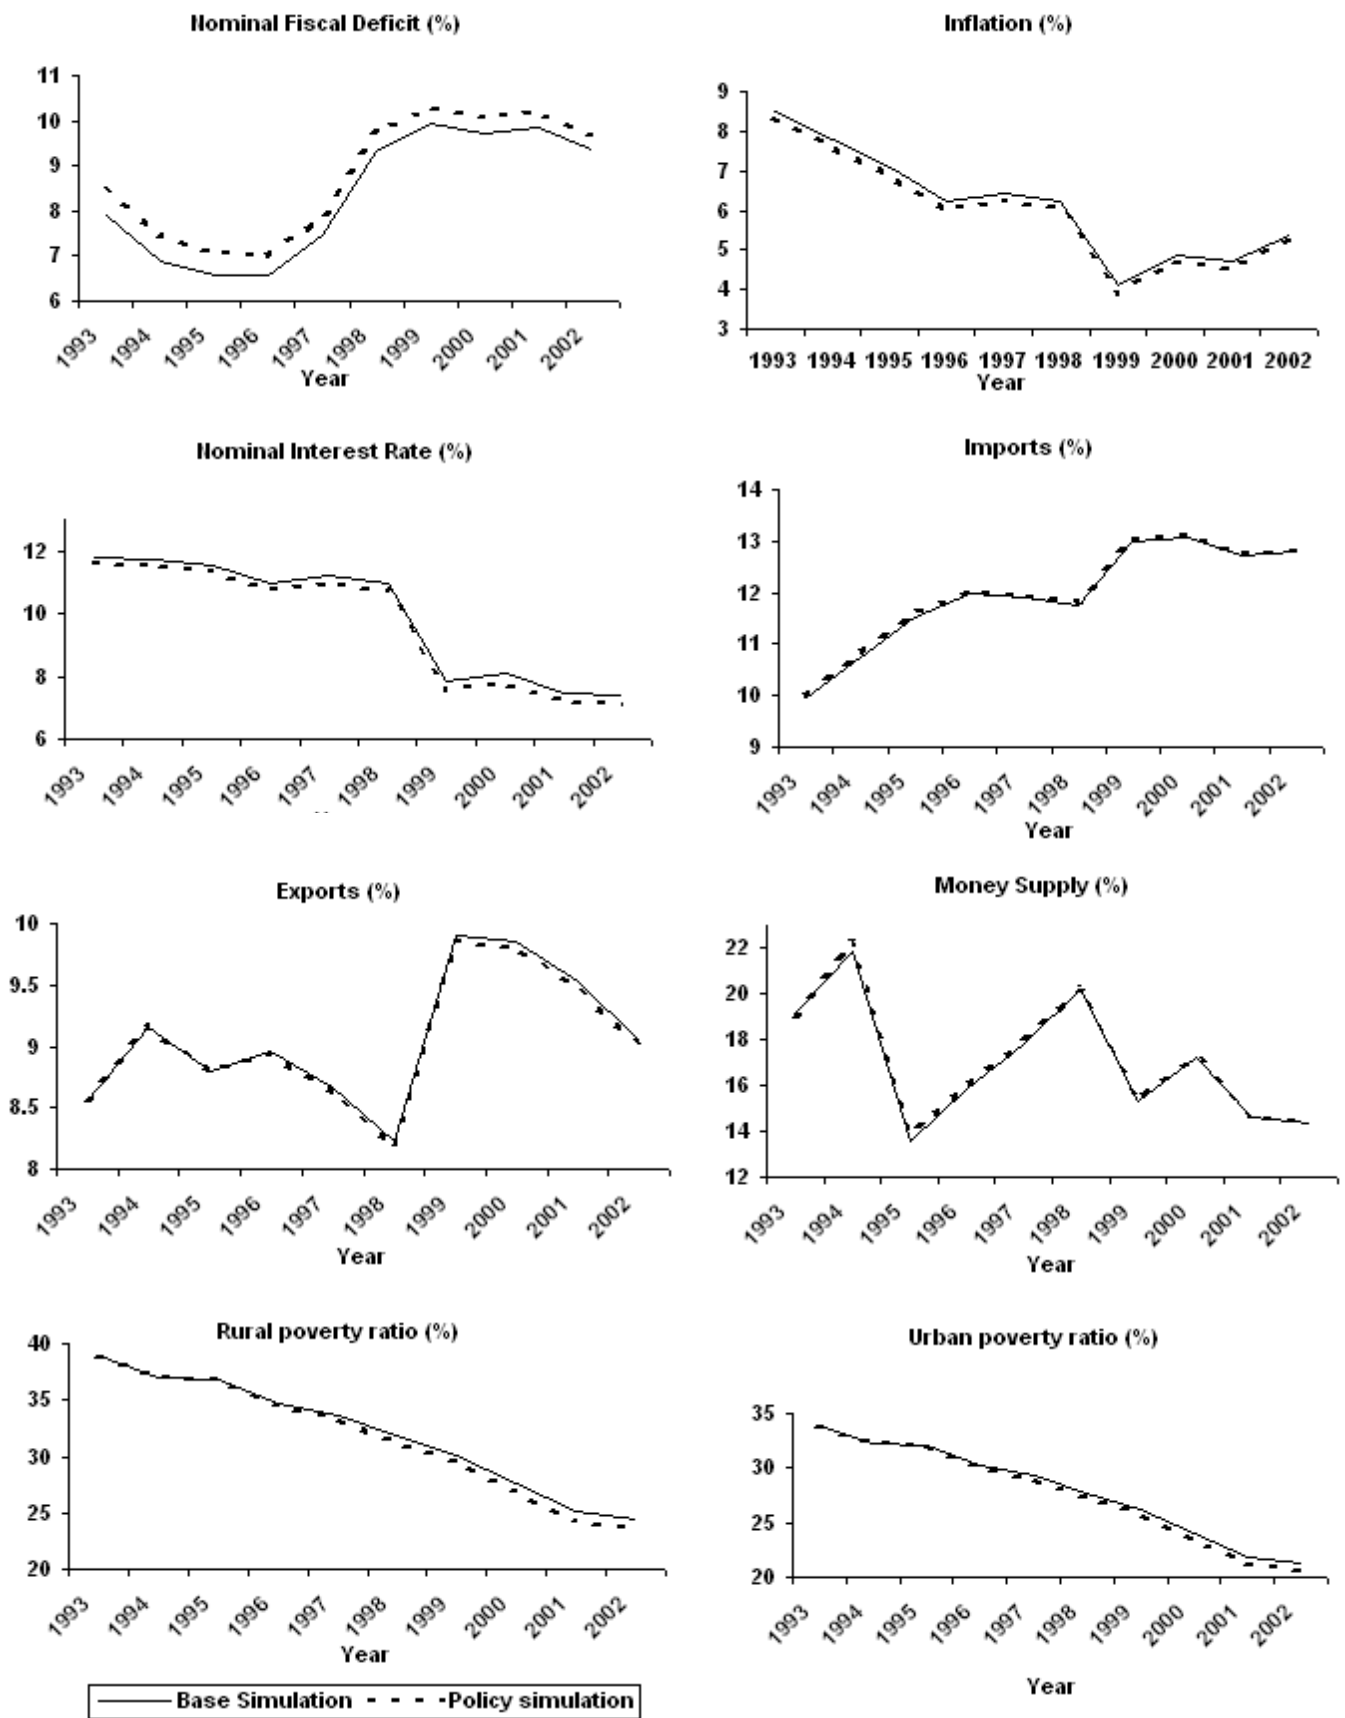 Nominal Fiscal Deficit (%)
11
10
9
8
7
6
1993 1994 1995 1996 1997 1998 1999 2000 2001 2002
Year
Inflation (%)
9
8
7
6
5
4
3
1993 1994 1995 1996 1997 1998 1999 2000 2001 2002
Year
Nominal Interest Rate (%)
12
10
8
6
1993 1994 1995 1996 1997 1998 1999 2000 2001 2002
Imports (%)
14
13
12
11
10
9
1993 1994 1995 1996 1997 1998 1999 2000 2001 2002
Year
Exports (%)
10
9.5
9
8.5
8
1993 1994 1995 1996 1997 1998 1999 2000 2001 2002
Year
Money Supply (%)
22
20
18
16
14
12
1993 1994 1995 1996 1997 1998 1999 2000 2001 2002
Year
Rural poverty ratio (%)
40
35
30
25
20
1993 1994 1995 1996 1997 1998 1999 2000 2001 2002
Year
Urban poverty ratio (%)
35
30
25
20
1993 1994 1995 1996 1997 1998 1999 2000 2001 2002
Year
Base Simulation Policy simulation